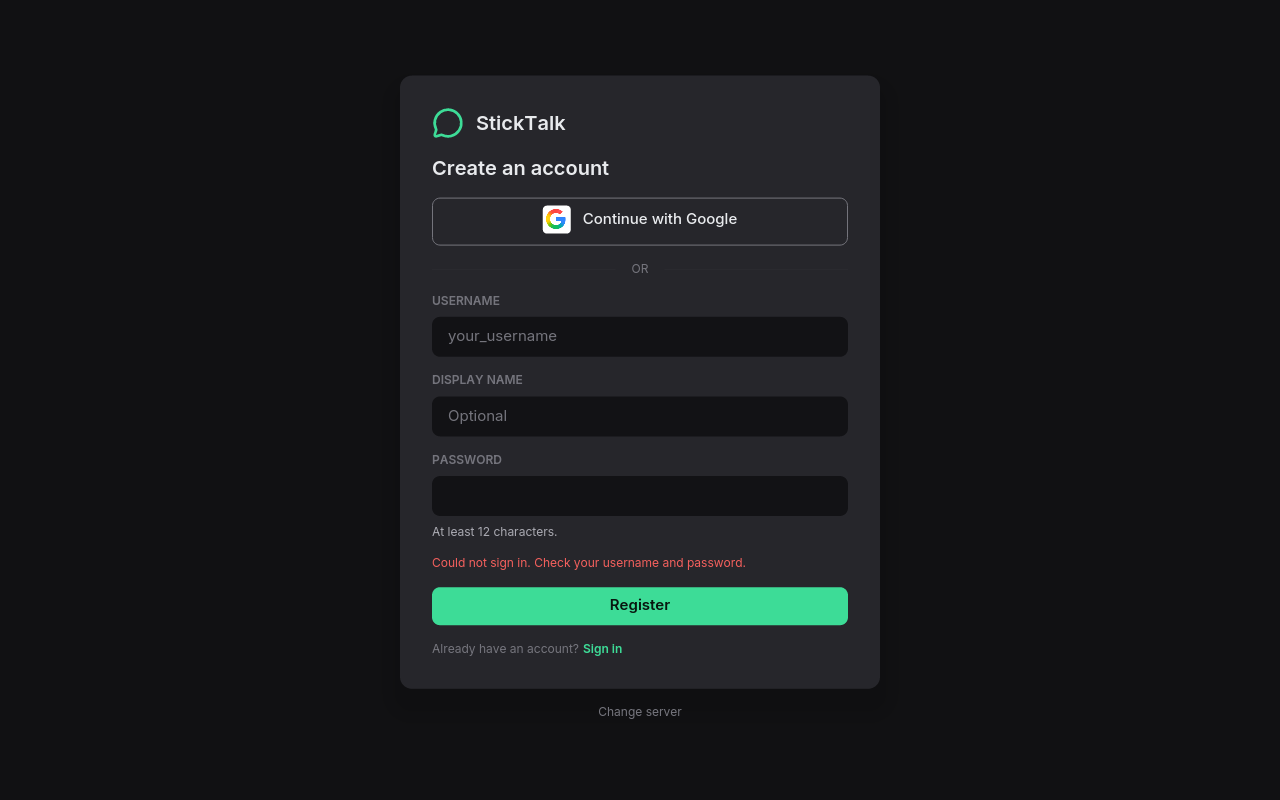 StickTalk
Create an account
Continue with Google
OR
USERNAME
your_username
DISPLAY NAME
Optional
PASSWORD
At least 12 characters.
Could not sign in. Check your username and password.
Register
Already have an account? Sign in
Change server